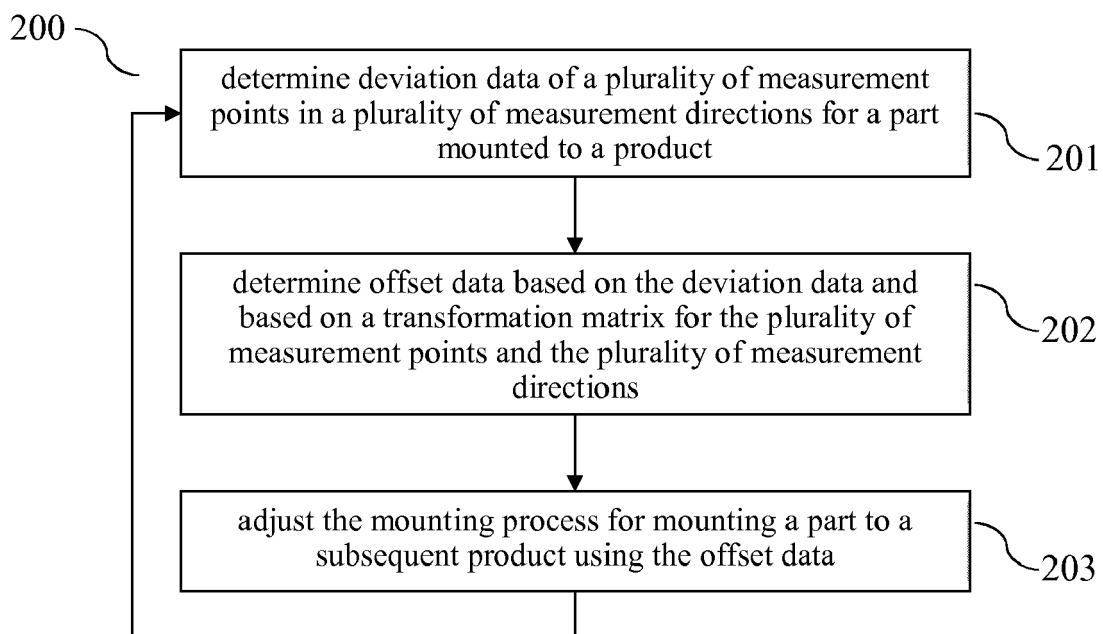 200
determine deviation data of a plurality of measurement
points in a plurality of measurement directions for a part
mounted to a product
201
determine offset data based on the deviation data and
based on a transformation matrix for the plurality of
measurement points and the plurality of measurement
directions
202
adjust the mounting process for mounting a part to a
subsequent product using the offset data
203